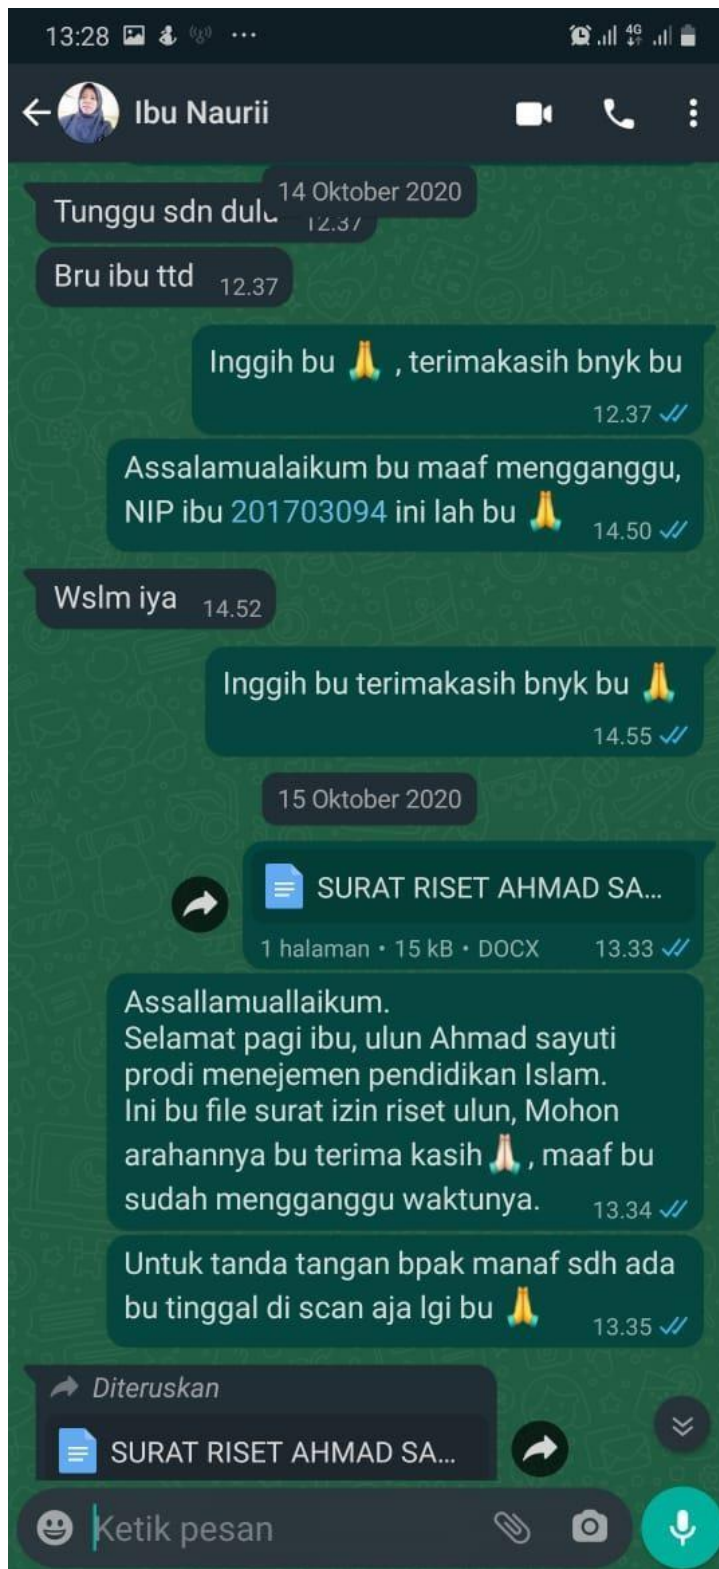 13:28
4G
Ibu Naurii
14 Oktober 2020
Tunggu sdn dulu 12.37
Bru ibu ttd 12.37
Inggih bu 🙏 , terimakasih bnyk bu
12.37
Assalamualaikum bu maaf mengganggu,
NIP ibu 201703094 ini lah bu 🙏 14.50
Wslm iya 14.52
Inggih bu terimakasih bnyk bu 🙏
14.55
15 Oktober 2020
SURAT RISET AHMAD SA...
1 halaman • 15 kB • DOCX 13.33
Assallamuallaikum.
Selamat pagi ibu, ulun Ahmad sayuti
prodi menejemen pendidikan Islam.
Ini bu file surat izin riset ulun, Mohon
arahannya bu terima kasih 🙏🏻 , maaf bu
sudah mengganggu waktunya. 13.34
Untuk tanda tangan bpak manaf sdh ada
bu tinggal di scan aja lgi bu 🙏 13.35
Diteruskan
SURAT RISET AHMAD SA...
Ketik pesan